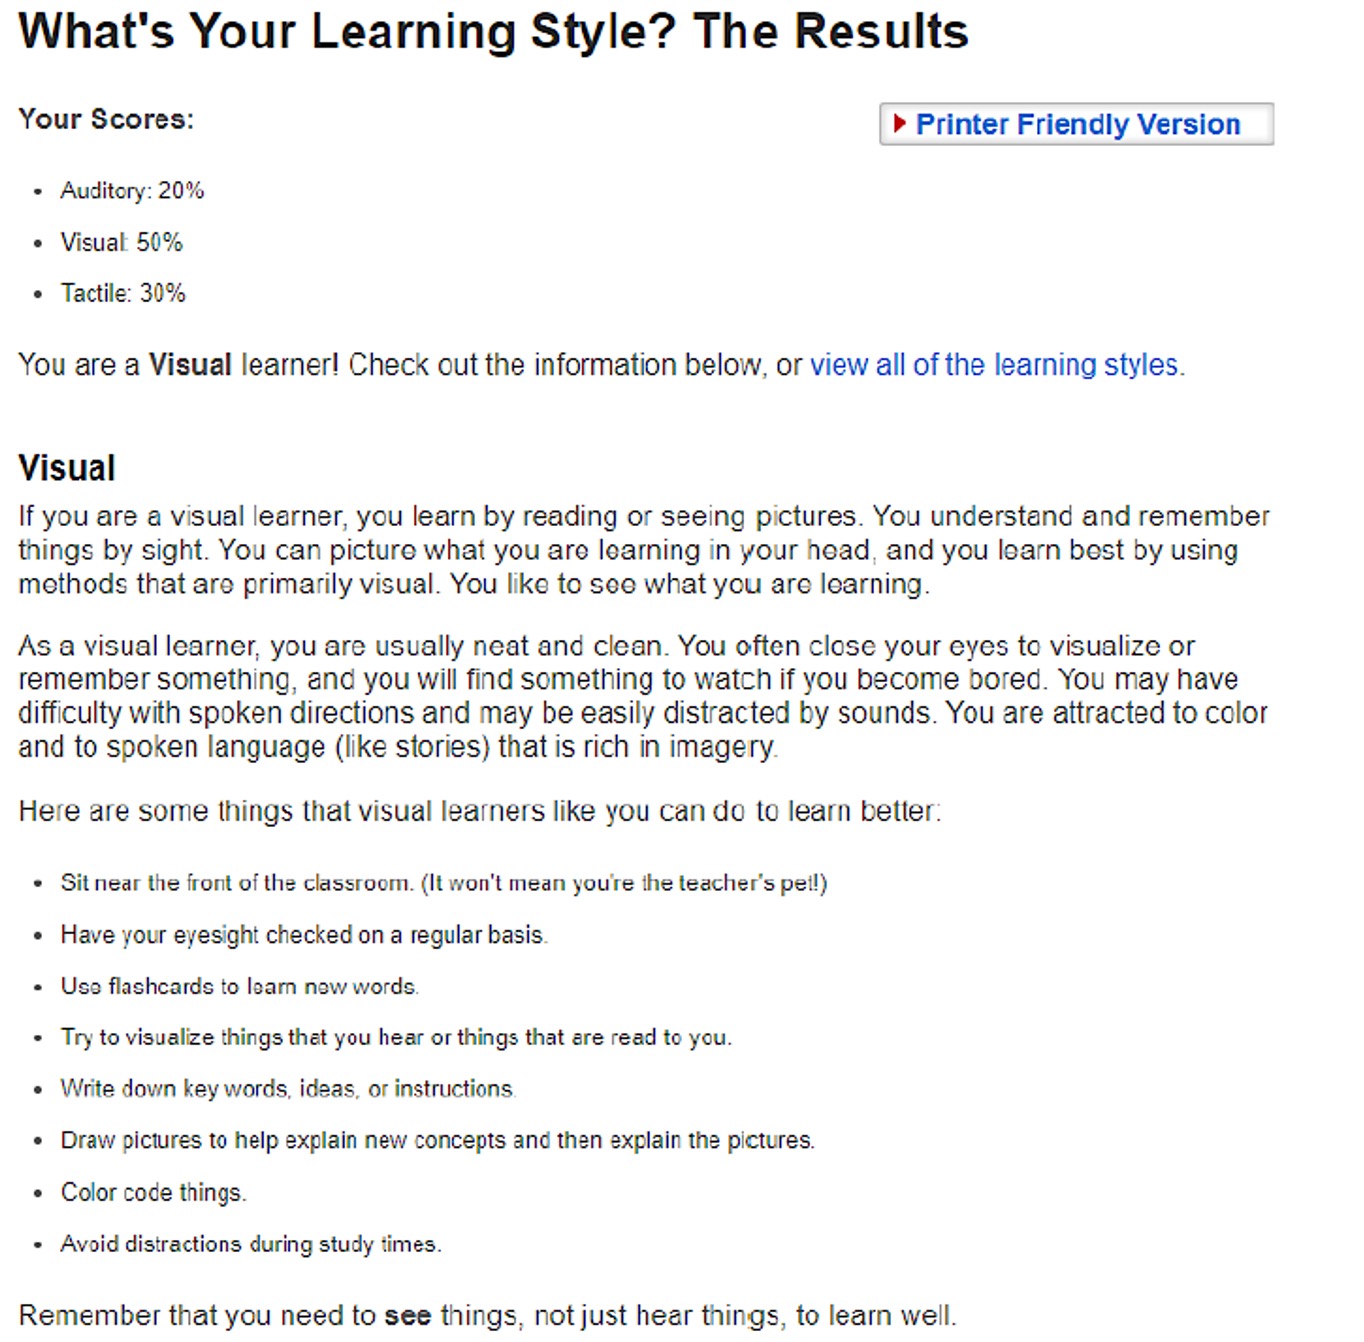 What's Your Learning Style? The Results
Your Scores:
Printer Friendly Version
• Auditory: 20%
• Visual: 50%
• Tactile: 30%
You are a Visual learner! Check out the information below, or view all of the learning styles.
Visual
If you are a visual learner, you learn by reading or seeing pictures. You understand and remember
things by sight. You can picture what you are learning in your head, and you learn best by using
methods that are primarily visual. You like to see what you are learning.
As a visual learner, you are usually neat and clean. You often close your eyes to visualize or
remember something, and you will find something to watch if you become bored. You may have
difficulty with spoken directions and may be easily distracted by sounds. You are attracted to color
and to spoken language (like stories) that is rich in imagery.
Here are some things that visual learners like you can do to learn better:
• Sit near the front of the classroom. (It won't mean you're the teacher's pet!)
• Have your eyesight checked on a regular basis.
• Use flashcards to learn new words.
• Try to visualize things that you hear or things that are read to you.
• Write down key words, ideas, or instructions.
• Draw pictures to help explain new concepts and then explain the pictures.
• Color code things.
• Avoid distractions during study times.
Remember that you need to see things, not just hear things, to learn well.